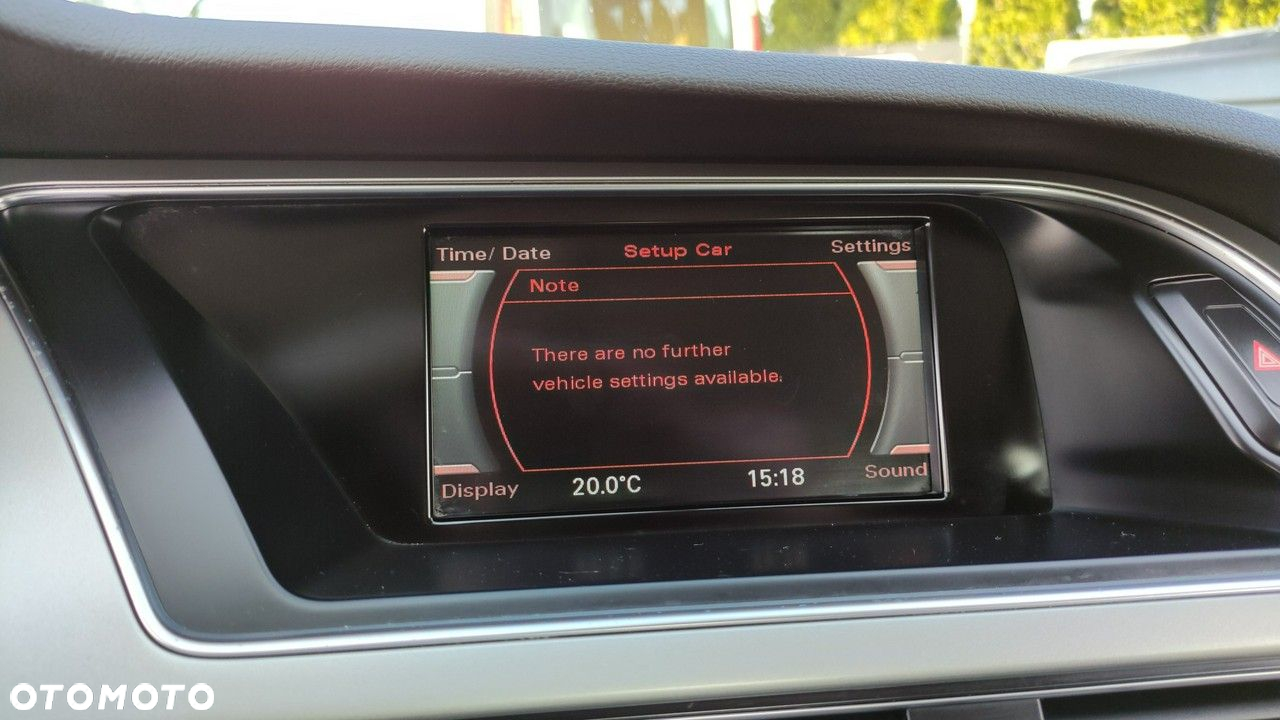 Time/ Date
Setup Car
Settings
Note
There are no further
vehicle settings available.
Display
20.0°C
15:18
Sound
OTOMOTO